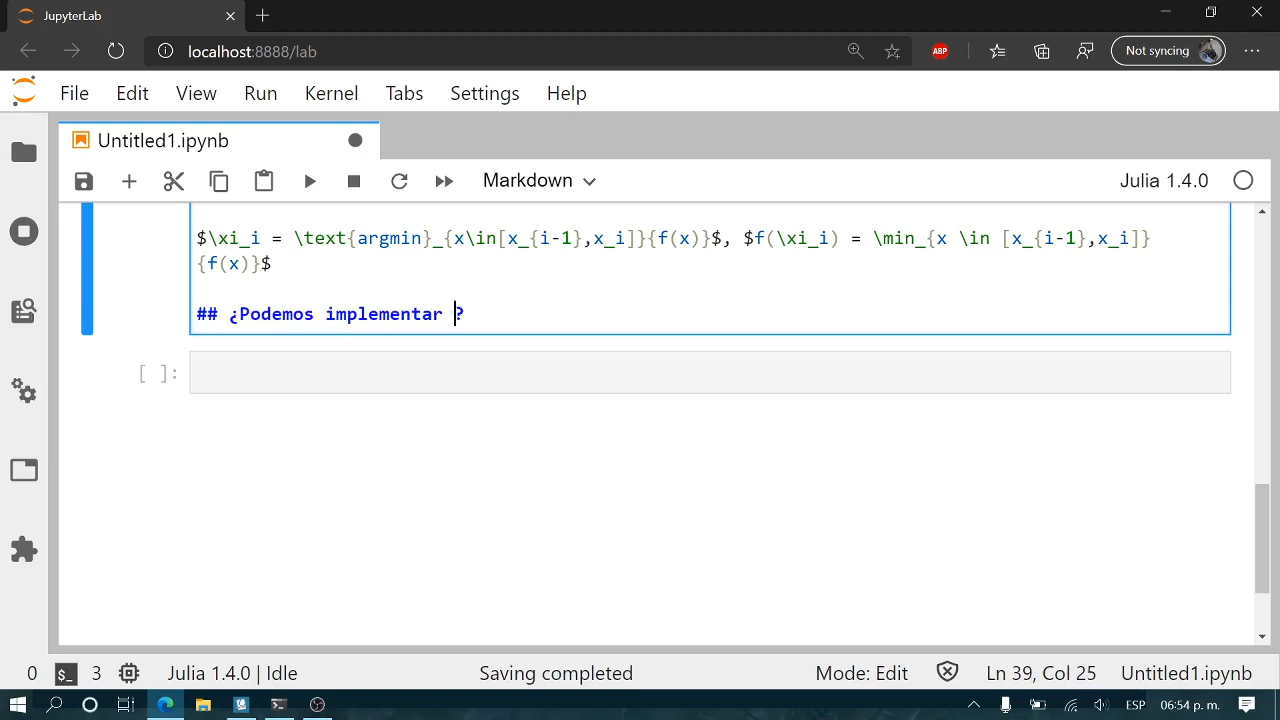 JupyterLab
localhost:8888/lab
ABP
Not syncing
File Edit View Run Kernel Tabs Settings Help
Untitled1.ipynb
Markdown
Julia 1.4.0
$\xi_i = \text{argmin}_{x\in[x_{i-1},x_i]}{f(x)}$, $f(\xi_i) = \min_{x \in [x_{i-1},x_i]}
{f(x)}$
## ¿Podemos implementar ?
[ ]:
0 $_ 3 Julia 1.4.0 | Idle Saving completed Mode: Edit Ln 39, Col 25 Untitled1.ipynb
ESP 06:54 p. m.